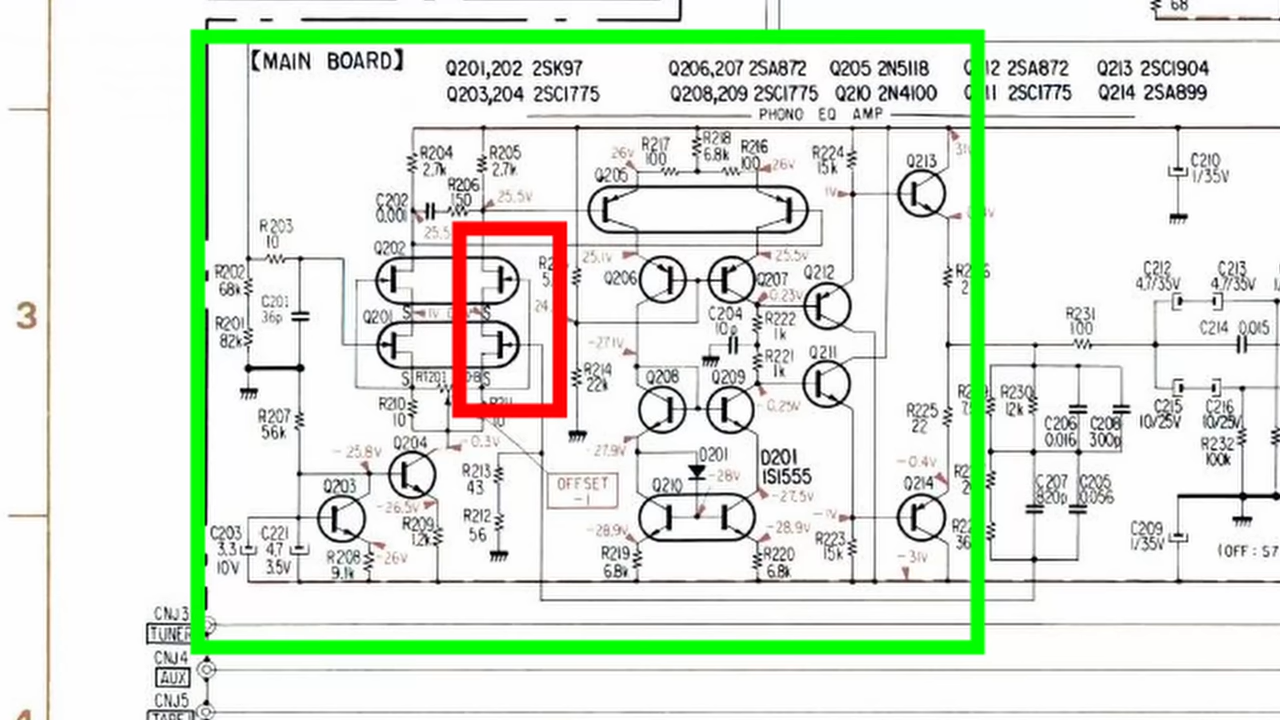 68
【MAIN BOARD】
Q201,202 2SK97
Q203,204 2SC1775
Q206,207 2SA872
Q208,209 2SC1775
Q205 2N5118
Q210 2N4100
2SA872
2SC1775
Q213 2SC1904
Q214 2SA899
PHONO EQ AMP
R204
2.7k
R205
2.7k
R206
150
C202
0.001
25.5V
R203
10
R202
68k
R201
82k
C201
36p
Q202
Q201
R207
56k
R210
10
Q204
-25.8V
-0.3V
Q203
-26.5V
-26V
R209
1.2k
R208
9.1k
C203
3.3
10V
C221
4.7
3.5V
R213
43
R212
56
OFFSET
-1
26V
R217
100
R218
6.8k
R216
100
26V
Q205
25.1V
25.5V
Q206
Q207
0.23V
C204
10p
R222
1k
R221
1k
-27.1V
R214
22k
Q208
Q209
-0.25V
-27.9V
D201
-28V
D201
1S1555
Q210
-27.5V
-28.9V
-28.9V
R219
6.8k
R220
6.8k
R224
15k
1V
Q213
Q212
Q211
R225
22
-0.4V
Q214
-1V
R223
15k
-31V
C210
1/35V
C212
4.7/35V
C213
4.7/35V
R231
100
C214 0.015
C215
10/25V
C216
10/25V
R232
100k
R230
12k
C206
0.016
C208
300p
C207
820p
C205
0.056
C209
1/35V
3
CNJ3
TUNER
CNJ4
AUX
CNJ5